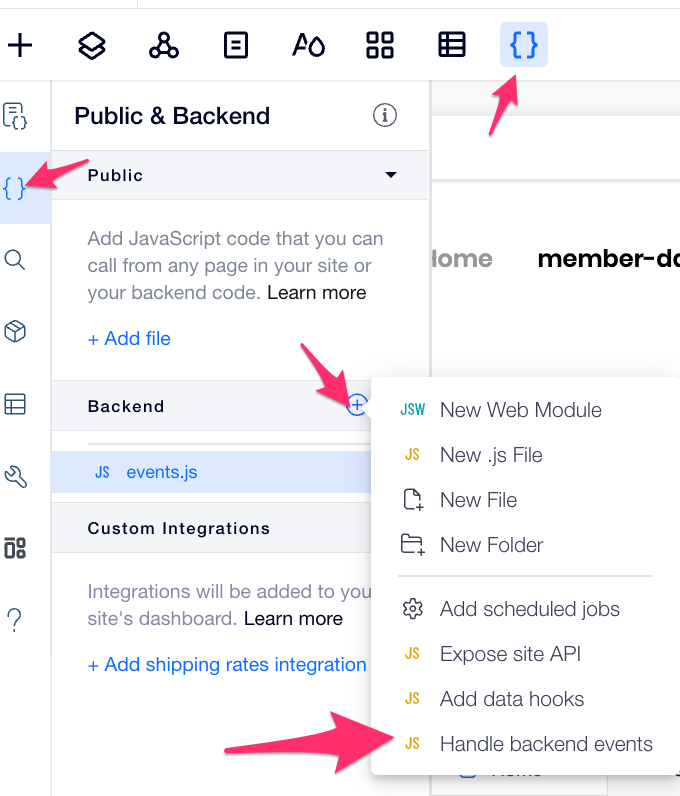 Public & Backend
Public
Add JavaScript code that you can
call from any page in your site or
your backend code. Learn more
+ Add file
Backend
JS events.js
Custom Integrations
Integrations will be added to you
site's dashboard. Learn more
+ Add shipping rates integration
Home
member-da
JSW New Web Module
JS New .js File
New File
New Folder
Add scheduled jobs
JS Expose site API
JS Add data hooks
JS Handle backend events